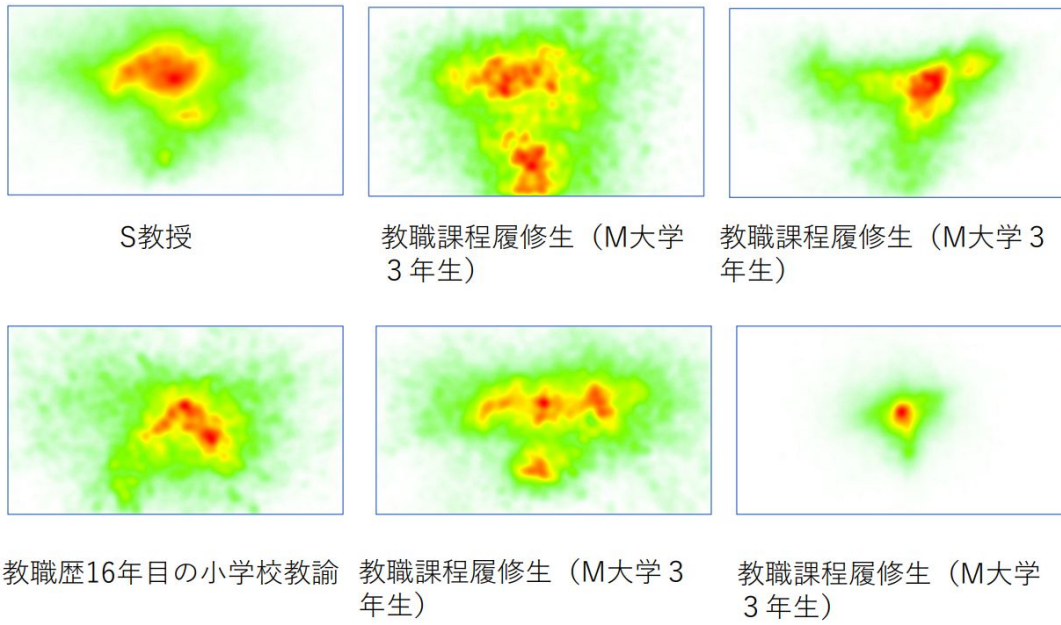 S教授
教職課程履修生（M大学
３年生）
教職課程履修生（M大学３
年生）
教職歴16年目の小学校教諭
教職課程履修生（M大学３
年生）
教職課程履修生（M大学
３年生）